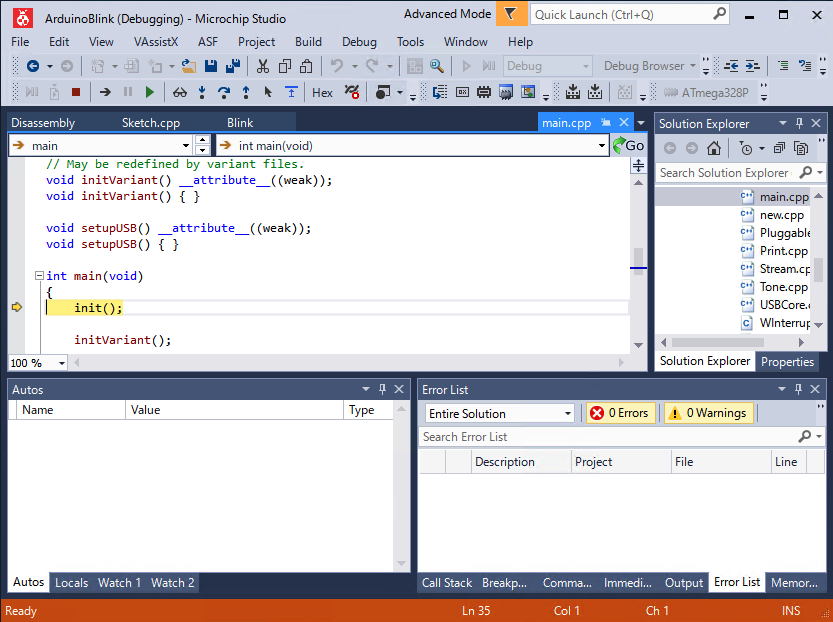 ArduinoBlink (Debugging) - Microchip Studio
Advanced Mode
Quick Launch (Ctrl+Q)
File Edit View VAssistX ASF Project Build Debug Tools Window Help
Debug
Debug Browser
Hex
ATmega328P
Disassembly Sketch.cpp Blink main.cpp
main
int main(void)
Go
// May be redefined by variant files.
void initVariant() __attribute__((weak));
void initVariant() { }
void setupUSB() __attribute__((weak));
void setupUSB() { }
int main(void)
{
init();
initVariant();
100 %
Solution Explorer
Search Solution Explorer
C++ main.cpp
C++ new.cpp
C++ Pluggable
C++ Print.cpp
C++ Stream.cp
C++ Tone.cpp
C++ USBCore.
C WInterrup
Solution Explorer Properties
Autos
Name Value Type
Autos Locals Watch 1 Watch 2
Error List
Entire Solution
0 Errors
0 Warnings
Search Error List
Description Project File Line
Call Stack Breakp... Comma... Immedi... Output Error List Memor...
Ready Ln 35 Col 1 Ch 1 INS